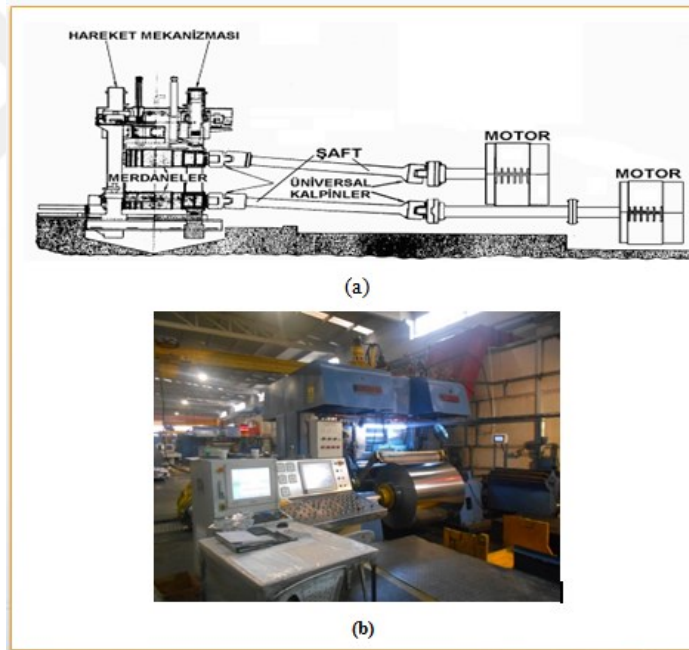 HAREKET MEKANİZMASI
MOTOR
ŞAFT
MOTOR
MERDANELER
ÜNİVERSAL
KALPİNLER
(a)
(b)